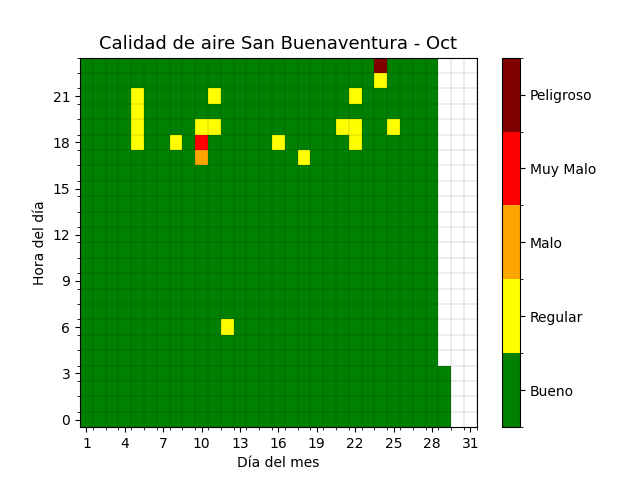 Calidad de aire San Buenaventura - Oct
Hora del día
21
18
15
12
9
6
3
0
1 4 7 10 13 16 19 22 25 28 31
Día del mes
Peligroso
Muy Malo
Malo
Regular
Bueno